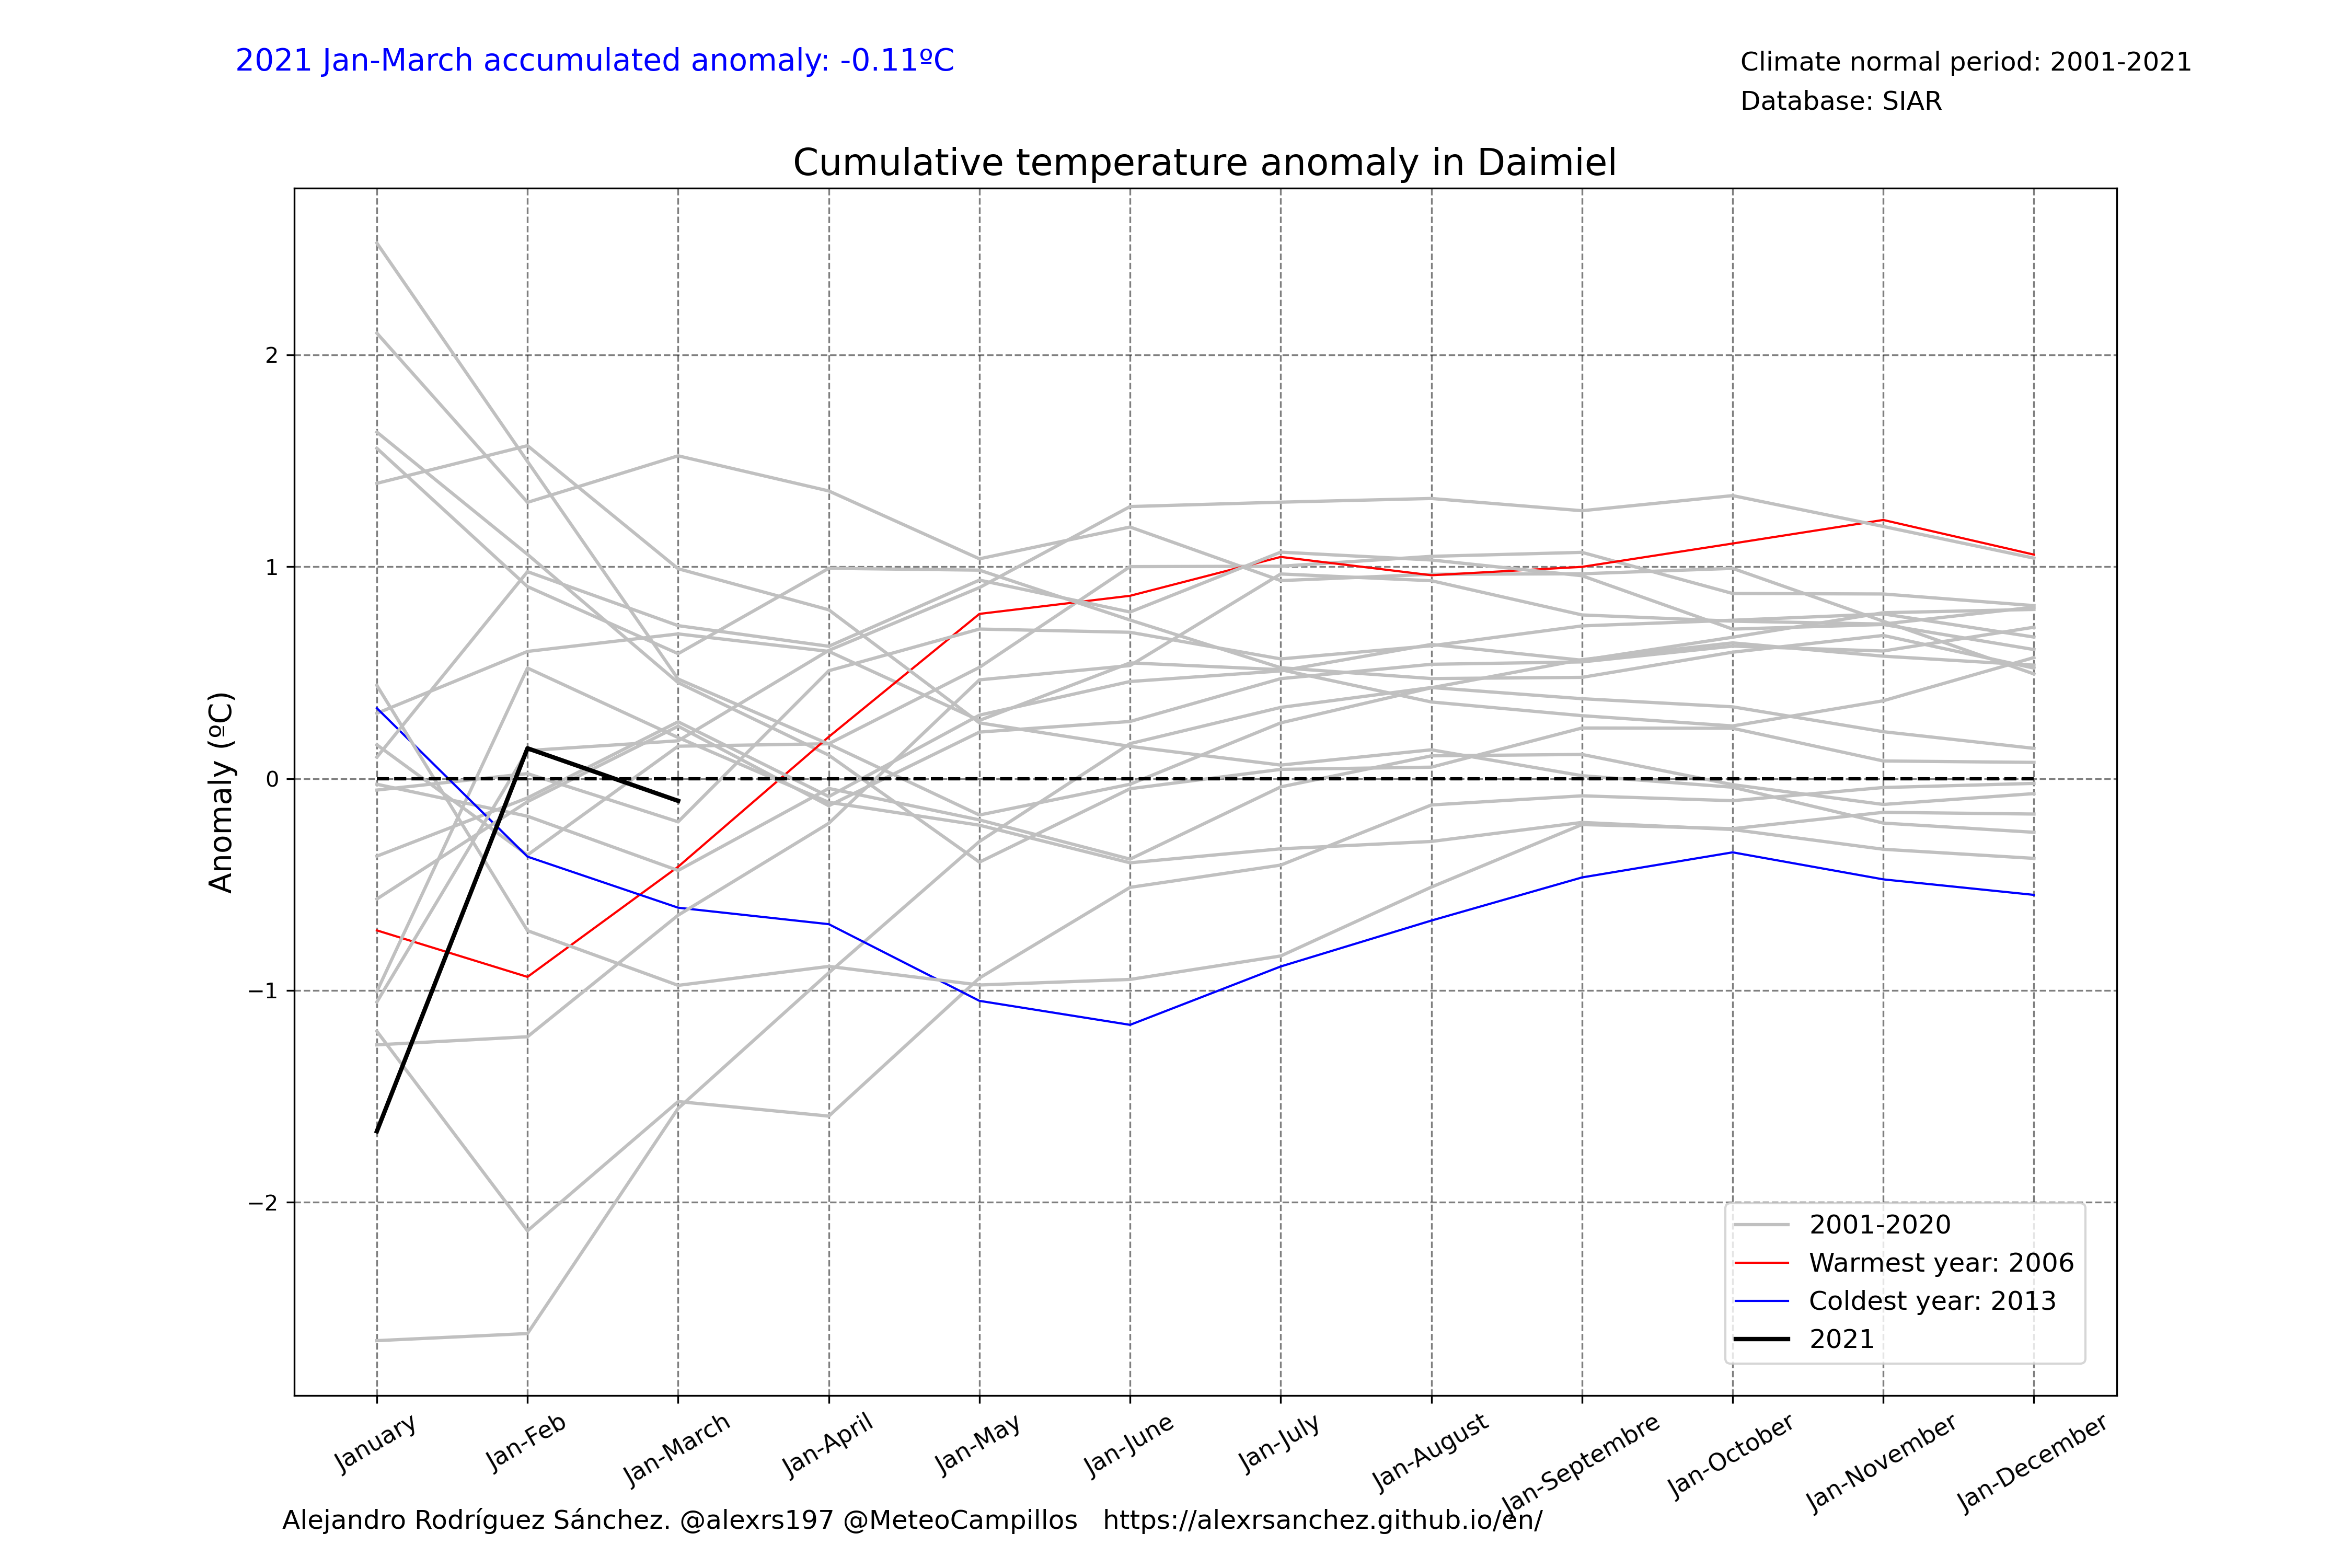 2021 Jan-March accumulated anomaly: -0.11ºC
Climate normal period: 2001-2021
Database: SIAR
Cumulative temperature anomaly in Daimiel
Anomaly (ºC)
2
1
0
−1
−2
2001-2020
Warmest year: 2006
Coldest year: 2013
2021
January
Jan-Feb
Jan-March
Jan-April
Jan-May
Jan-June
Jan-July
Jan-August
Jan-Septembre
Jan-October
Jan-November
Jan-December
Alejandro Rodríguez Sánchez. @alexrs197 @MeteoCampillos https://alexrsanchez.github.io/en/